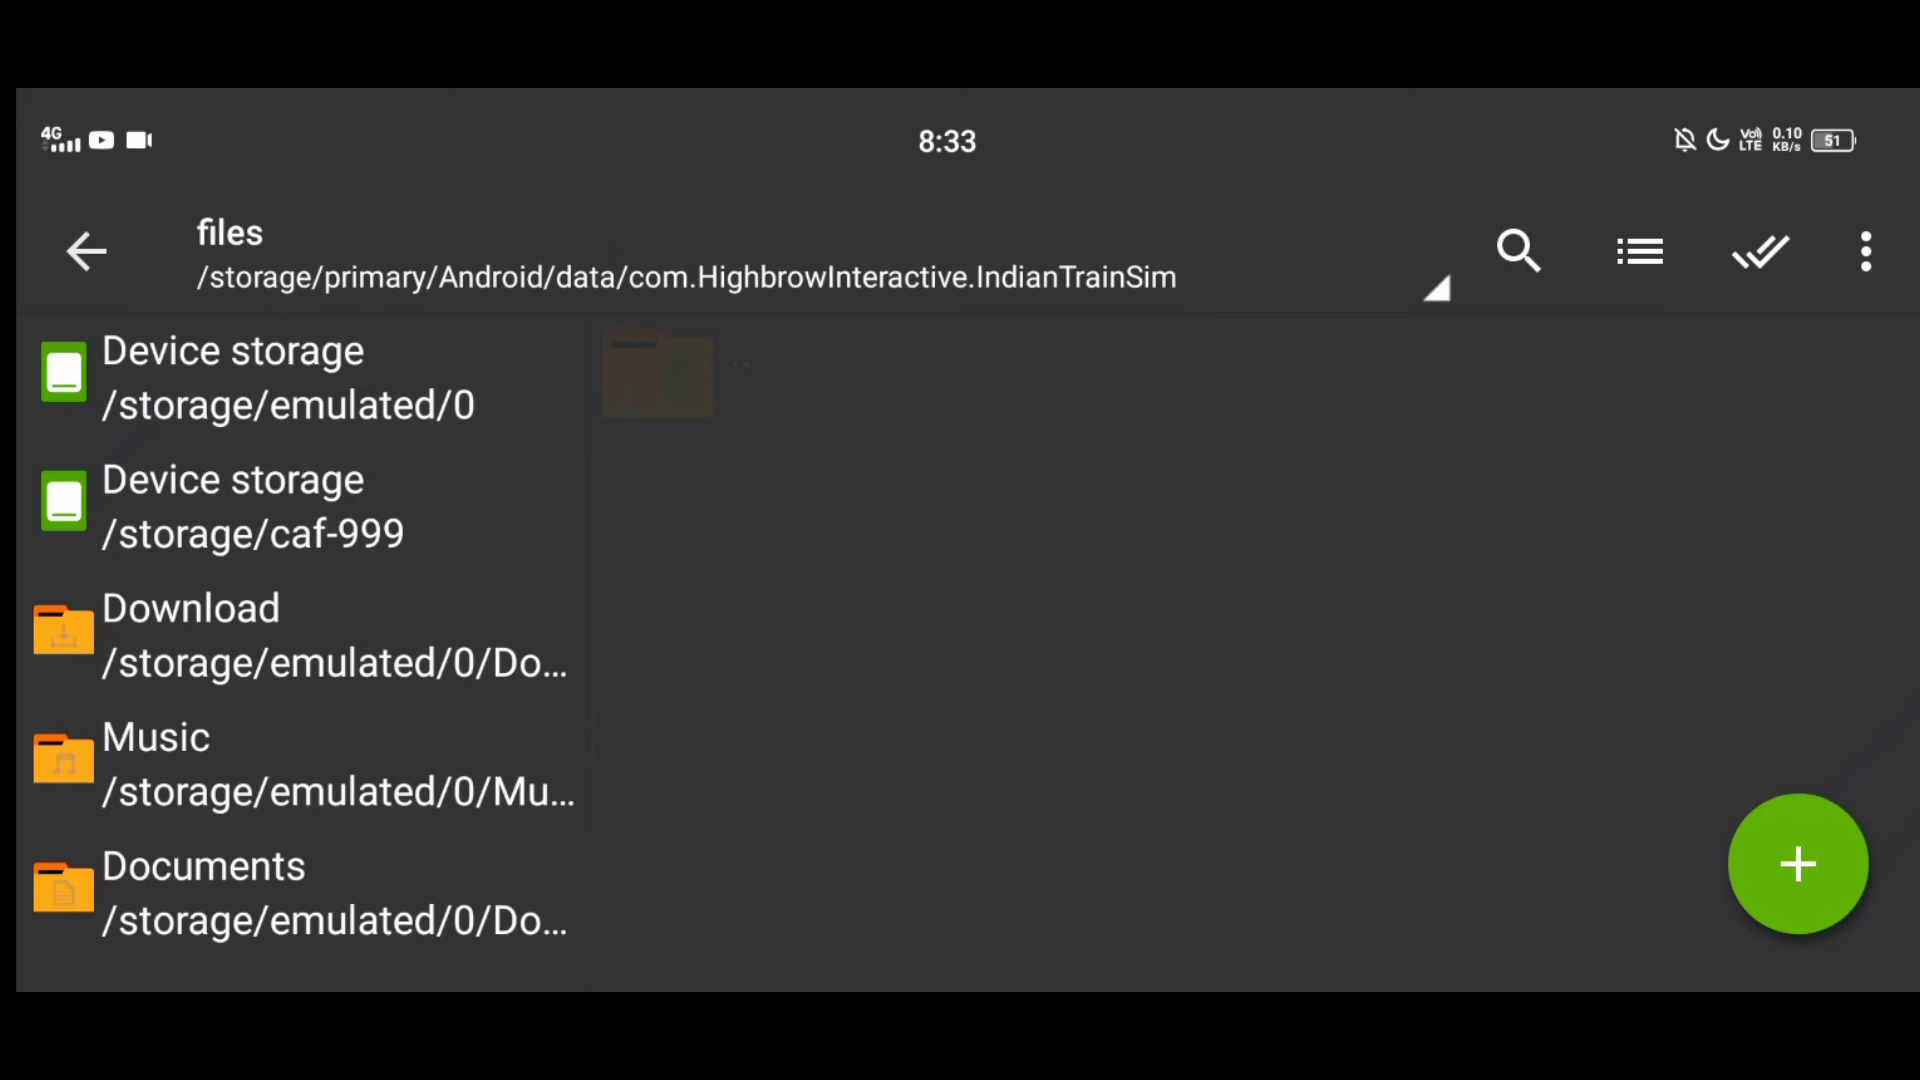 4G
8:33
Vo) LTE
0.10 KB/s
51
files
/storage/primary/Android/data/com.HighbrowInteractive.IndianTrainSim
Device storage
/storage/emulated/0
..
Device storage
/storage/caf-999
Download
/storage/emulated/0/Do...
Music
/storage/emulated/0/Mu...
Documents
/storage/emulated/0/Do...